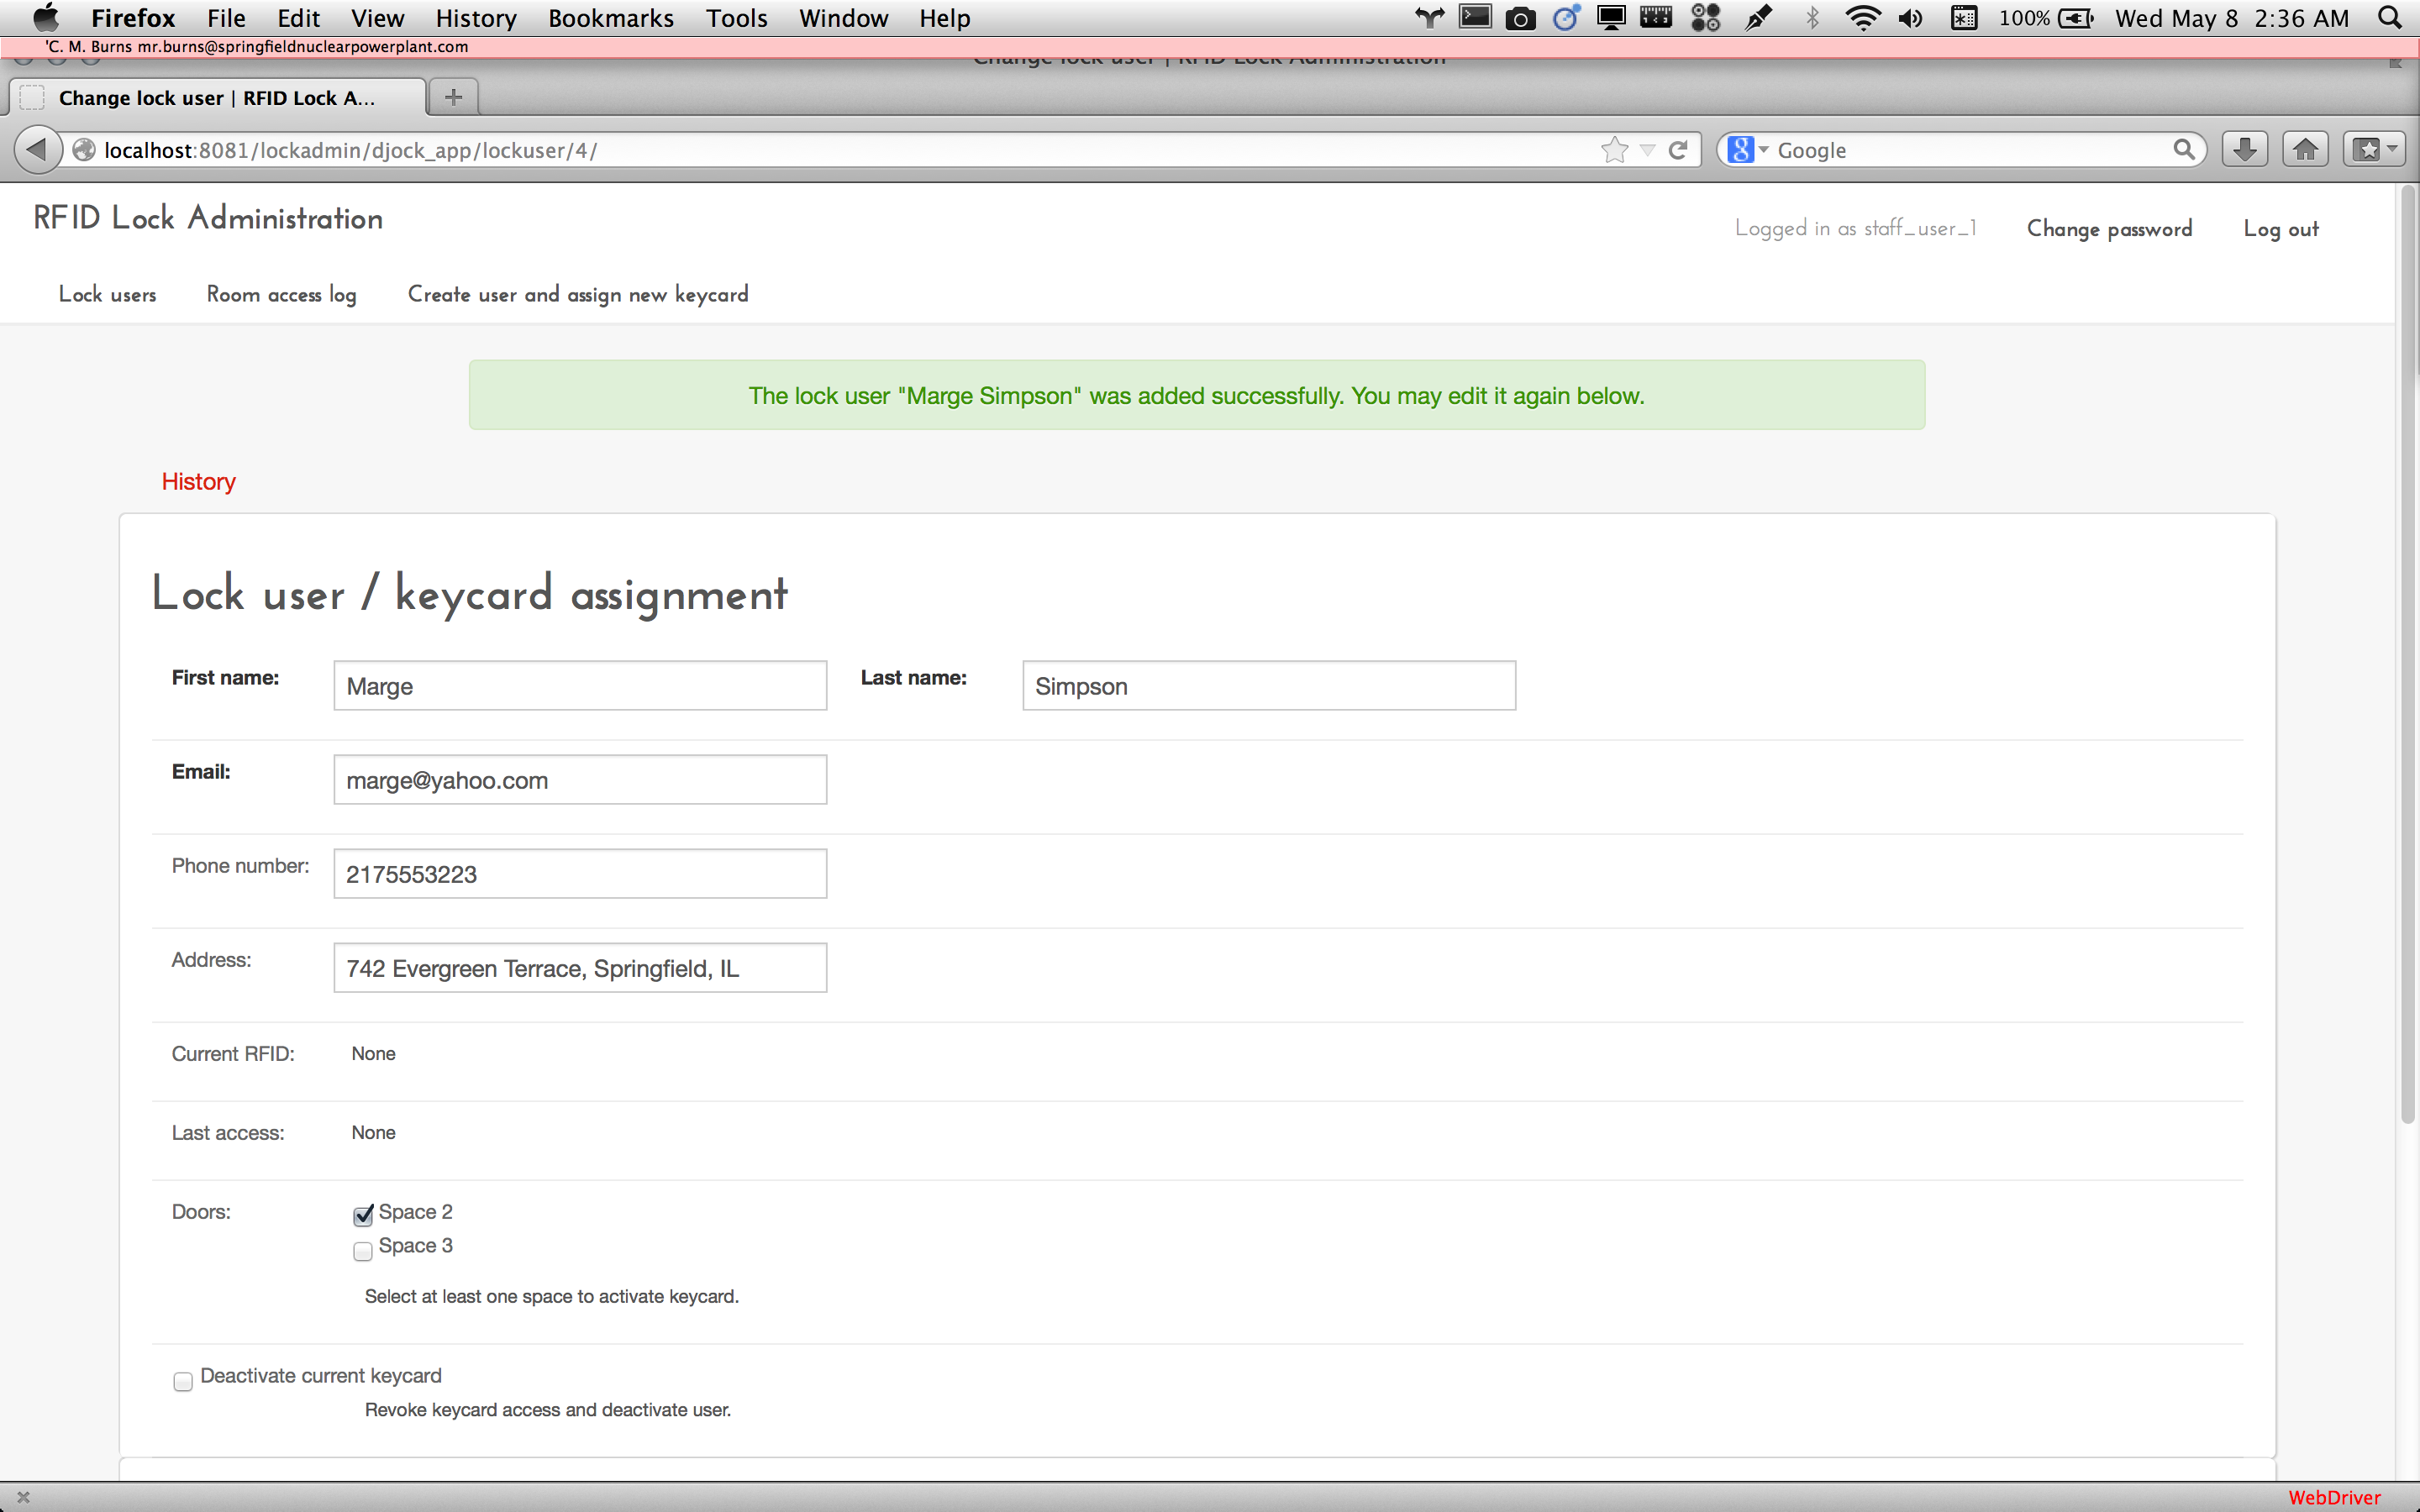 Firefox File Edit View History Bookmarks Tools Window Help 100% Wed May 8 2:36 AM
'C. M. Burns mr.burns@springfieldnuclearpowerplant.com
Change lock user | RFID Lock Administration
Change lock user | RFID Lock A...
localhost:8081/lockadmin/djock_app/lockuser/4/ Google
RFID Lock Administration
Logged in as staff_user_1 Change password Log out
Lock users Room access log Create user and assign new keycard
The lock user "Marge Simpson" was added successfully. You may edit it again below.
History
Lock user / keycard assignment
First name: Marge Last name: Simpson
Email: marge@yahoo.com
Phone number: 2175553223
Address: 742 Evergreen Terrace, Springfield, IL
Current RFID: None
Last access: None
Doors: Space 2
Space 3
Select at least one space to activate keycard.
Deactivate current keycard
Revoke keycard access and deactivate user.
WebDriver